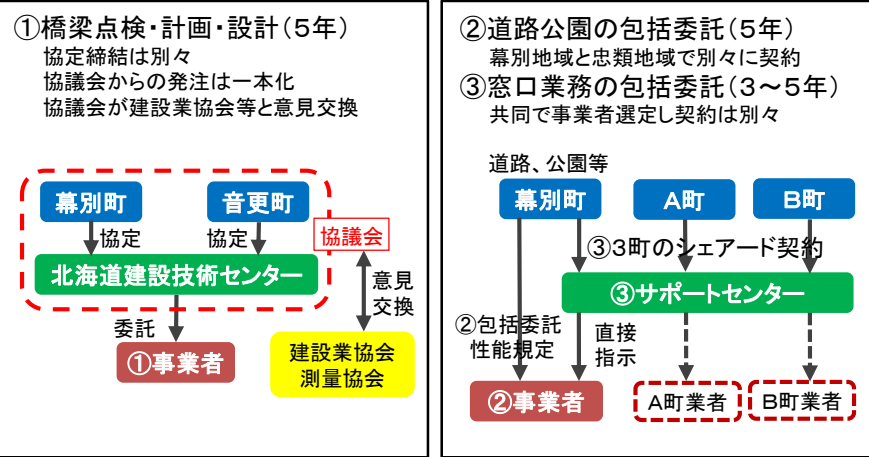 ①橋梁点検・計画・設計(5年)
協定締結は別々
協議会からの発注は一本化
協議会が建設業協会等と意見交換
幕別町
音更町
協定
協定
協議会
北海道建設技術センター
意見
交換
委託
①事業者
建設業協会
測量協会
②道路公園の包括委託(5年)
幕別地域と忠類地域で別々に契約
③窓口業務の包括委託(3～5年)
共同で事業者選定し契約は別々
道路、公園等
幕別町
A町
B町
③3町のシェアード契約
③サポートセンター
②包括委託
性能規定
直接
指示
②事業者
A町業者
B町業者